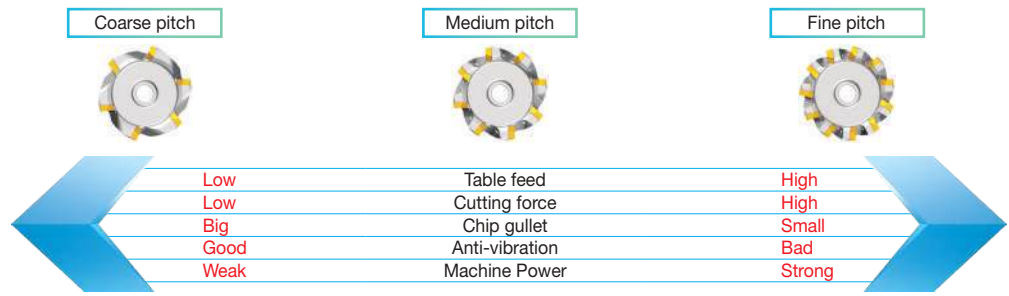 Coarse pitch Medium pitch Fine pitch
Low Table feed High
Low Cutting force High
Big Chip gullet Small
Good Anti-vibration Bad
Weak Machine Power Strong